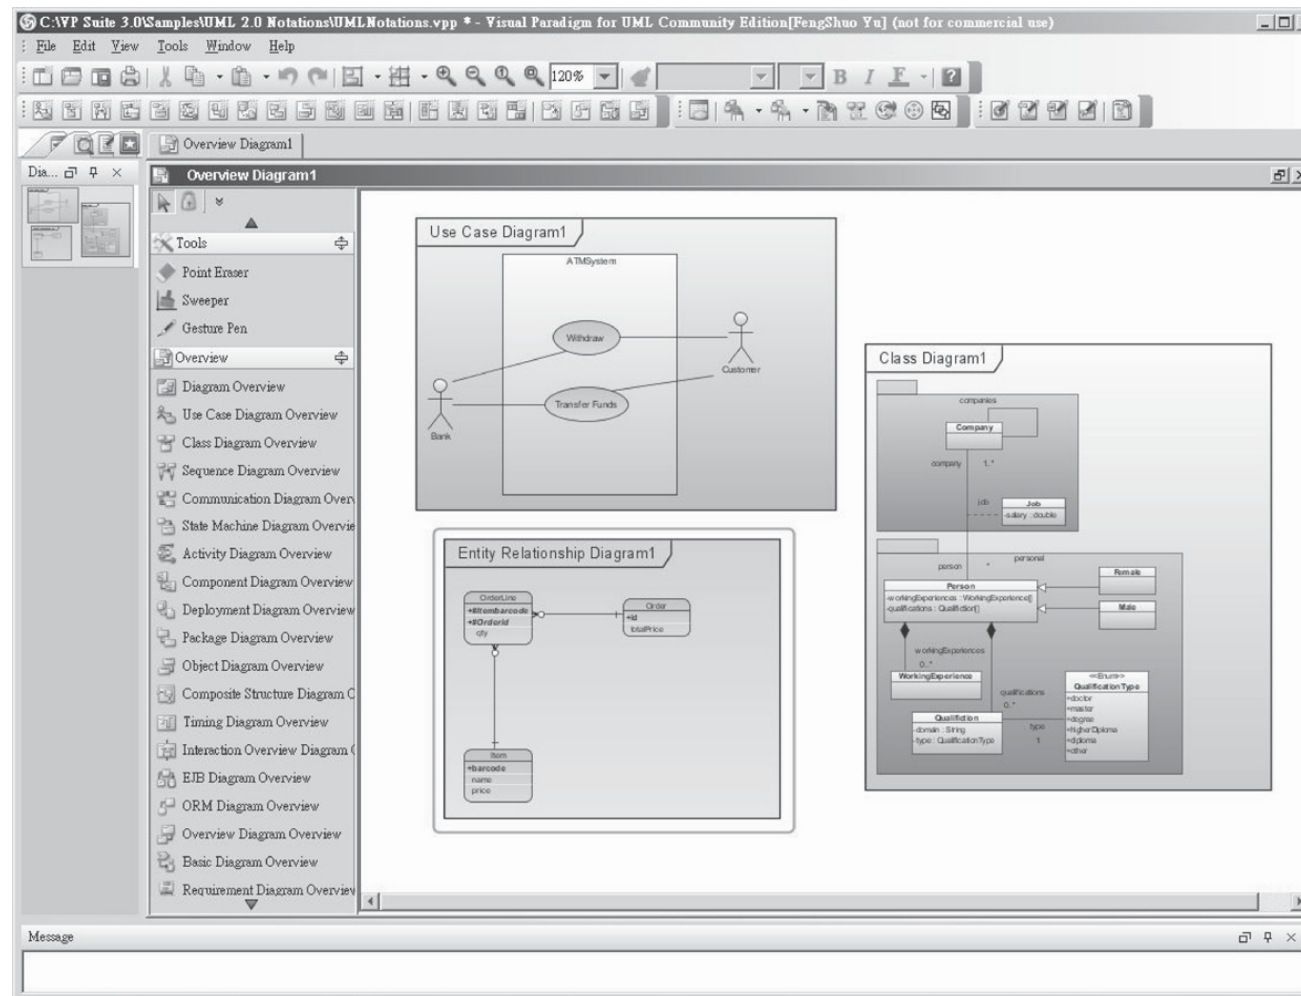 C:\VP Suite 3.0\Samples\UML 2.0 Notations\UMLNotations.vpp * - Visual Paradigm for UML Community Edition[FengShuo Yu] (not for commercial use)
File Edit View Tools Window Help
120% B I F
Overview Diagram1
Dia...
Overview Diagram1
Tools
Point Eraser
Sweeper
Gesture Pen
Overview
Diagram Overview
Use Case Diagram Overview
Class Diagram Overview
Sequence Diagram Overview
Communication Diagram Overv
State Machine Diagram Overvie
Activity Diagram Overview
Component Diagram Overview
Deployment Diagram Overview
Package Diagram Overview
Object Diagram Overview
Composite Structure Diagram C
Timing Diagram Overview
Interaction Overview Diagram (
EJB Diagram Overview
ORM Diagram Overview
Overview Diagram Overview
Basic Diagram Overview
Requirement Diagram Overview
Use Case Diagram1
ATMSystem
Withdraw
Customer
Transfer Funds
Bank
Entity Relationship Diagram1
OrderLine
+#Itembarcode
+#Orderid
qty
Order
+id
totalPrice
Item
+barcode
name
price
Class Diagram1
companies
Company
company 1..*
job
Job
-salary : double
personal
person *
Person
-workingExperiences : WorkingExperience[]
-qualifications : Qualifiction[]
Female
Male
workingExperiences
0..*
WorkingExperience
qualifications
0..*
Qualifiction
-domain : String
-type : QualificationType
type
1
<<Enum>>
QualificationType
+doctor
+master
+degree
+higherDiploma
+diploma
+other
Message